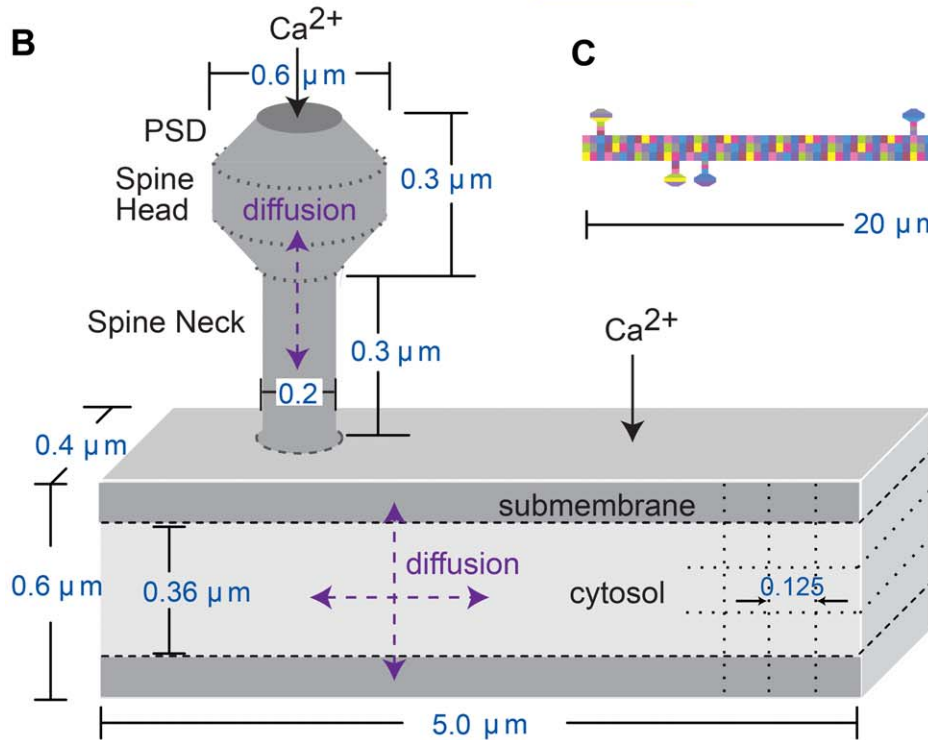 B
Ca2+
0.6 µm
PSD
Spine
Head
diffusion
0.3 µm
Spine Neck
0.3 µm
0.2
C
20 µm
Ca2+
0.4 µm
submembrane
0.6 µm
0.36 µm
diffusion
cytosol
0.125
5.0 µm